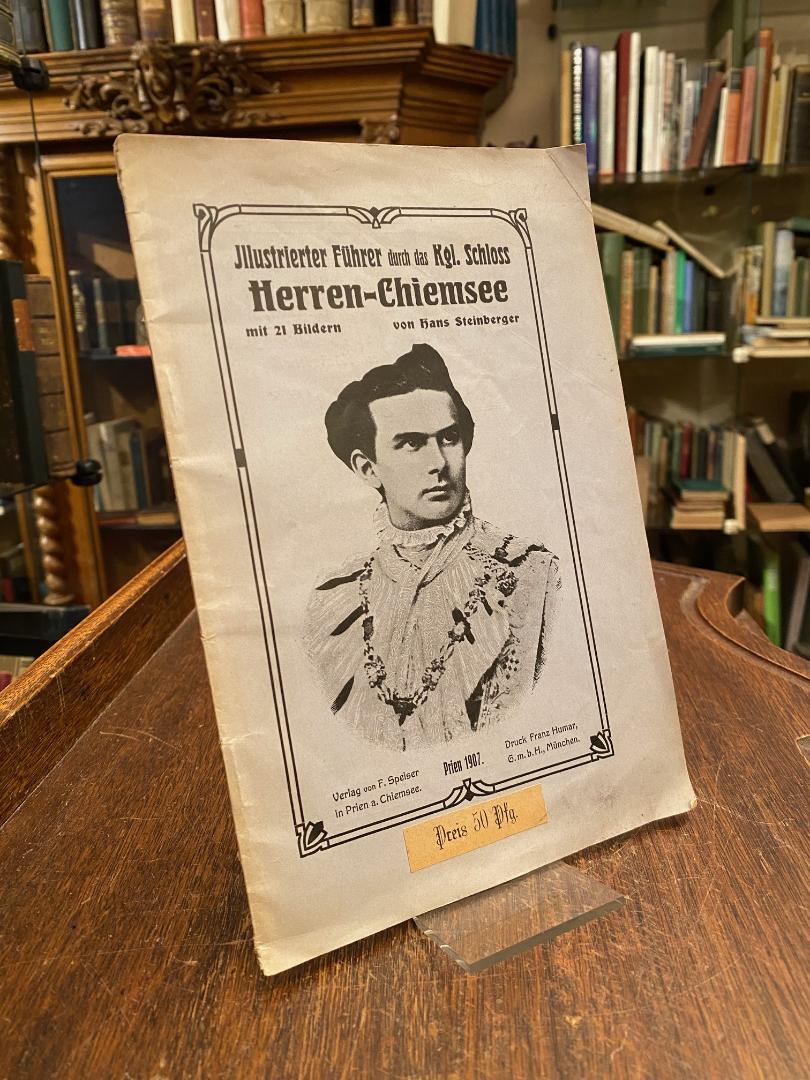 Jllustrierter Führer durch das Kgl. Schloss
Herren-Chiemsee
mit 21 Bildern von Hans Steinberger
Verlag von F. Speiser
in Prien a. Chiemsee.
Prien 1907.
Druck Franz Humar,
G. m. b. H., München.
Preis 50 Pfg.